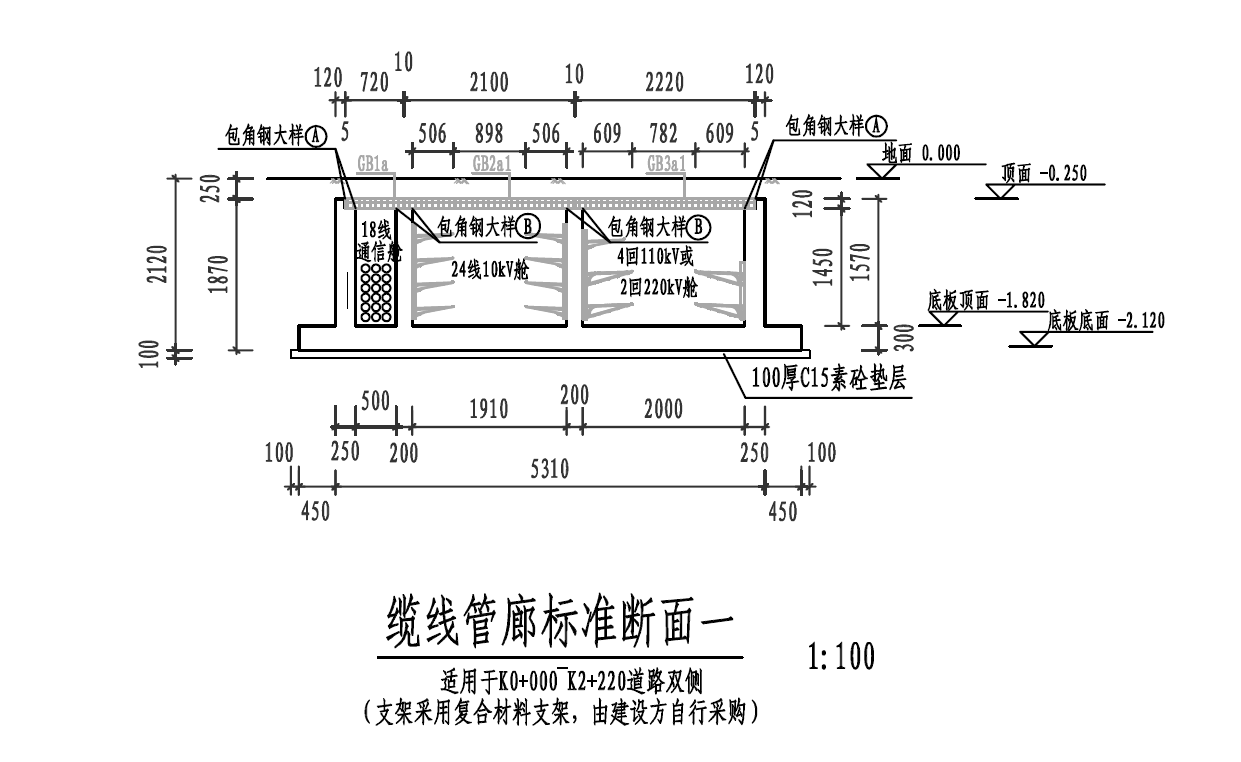 10
10
120
720
2100
2220
120
包角钢大样A
5
506
898
506
609
782
609
5
包角钢大样A
地面 0.000
GB1a
GB2a1
GB3a1
顶面 -0.250
250
120
18线
通信舱
包角钢大样B
24线10kV舱
包角钢大样B
4回110kV或
2回220kV舱
2120
1870
1450
1570
底板顶面 -1.820
底板底面 -2.120
100
300
100厚C15素砼垫层
500
1910
200
2000
250
200
250
100
5310
100
450
450
缆线管廊标准断面一
1:100
适用于K0+000‾K2+220道路双侧
(支架采用复合材料支架，由建设方自行采购)